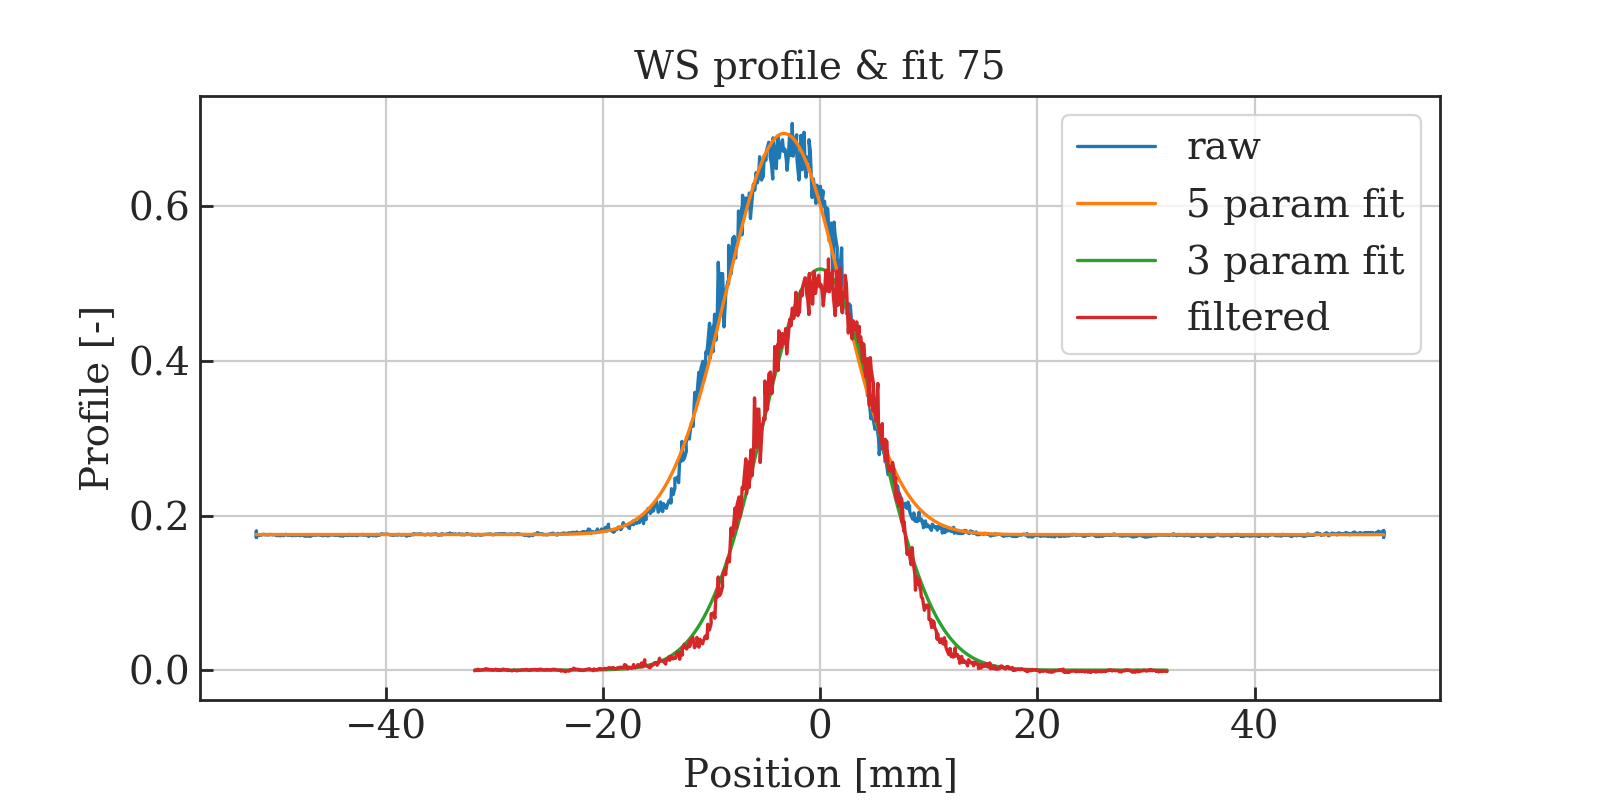 WS profile & fit 75
raw
5 param fit
3 param fit
filtered
Profile [-]
0.6
0.4
0.2
0.0
−40
−20
0
20
40
Position [mm]